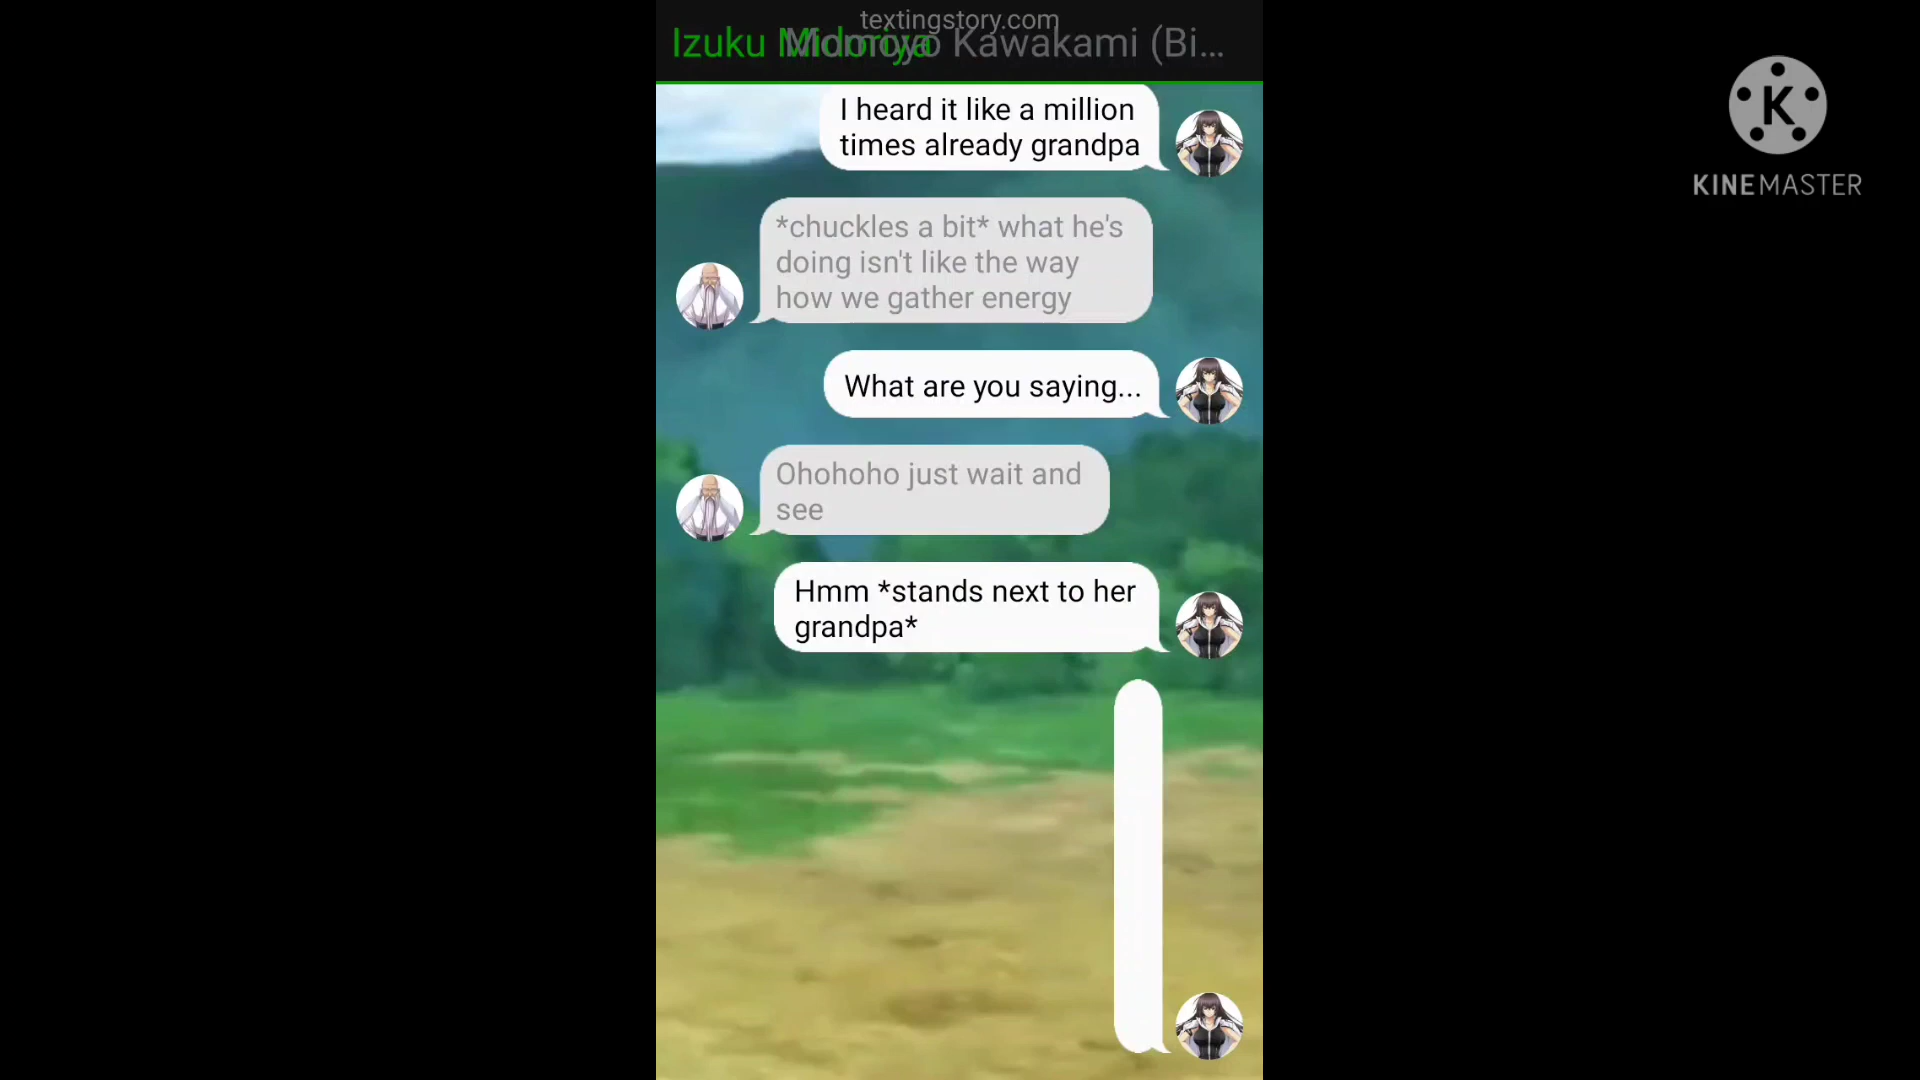 textingstory.com
Izuku Midoriya
Kawakami (Bi...
I heard it like a million
times already grandpa
*chuckles a bit* what he's
doing isn't like the way
how we gather energy
What are you saying...
Ohohoho just wait and
see
Hmm *stands next to her
grandpa*
K
KINEMASTER